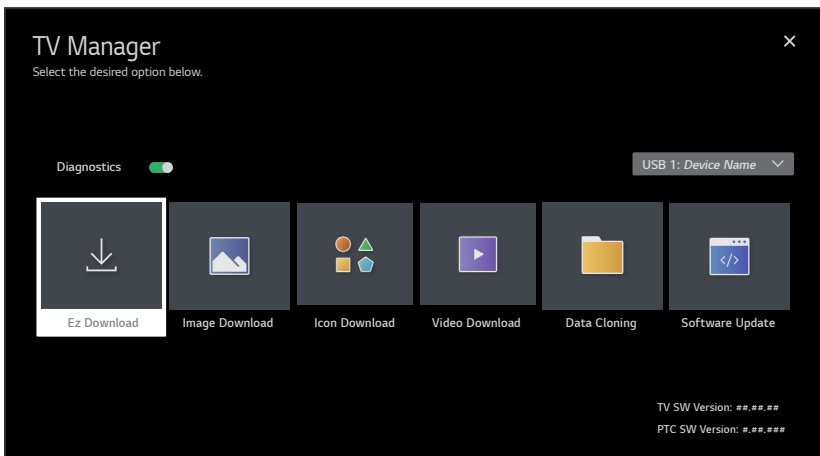 TV Manager
Select the desired option below.
Diagnostics
USB 1: Device Name
Ez Download
Image Download
Icon Download
Video Download
Data Cloning
Software Update
TV SW Version: ##.##.##
PTC SW Version: #.##.###